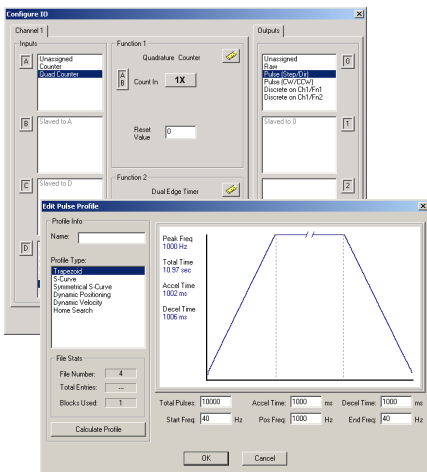 Configure IO
Channel 1
Outputs
Inputs
A
Unassigned
Counter
Quad Counter
B
Slaved to A
C
Slaved to D
D
Function 1
Quadrature Counter
A
B
Count In
1X
Reset
Value
0
Function 2
Dual Edge Timer
Unassigned
Raw
Pulse (Step/Dir)
Pulse (CW/CCW)
Discrete on Ch1/Fn1
Discrete on Ch1/Fn2
0
Slaved to 0
1
2
Edit Pulse Profile
Profile Info
Name:
Profile Type:
Trapezoid
S-Curve
Symmetrical S-Curve
Dynamic Positioning
Dynamic Velocity
Home Search
File Stats
File Number: 4
Total Entries: ---
Blocks Used: 1
Calculate Profile
Peak Freq
1000 Hz
Total Time
10.97 sec
Accel Time
1002 ms
Decel Time
1006 ms
Total Pulses: 10000
Accel Time: 1000 ms
Decel Time: 1000 ms
Start Freq: 40 Hz
Pos Freq: 1000 Hz
End Freq: 40 Hz
OK
Cancel